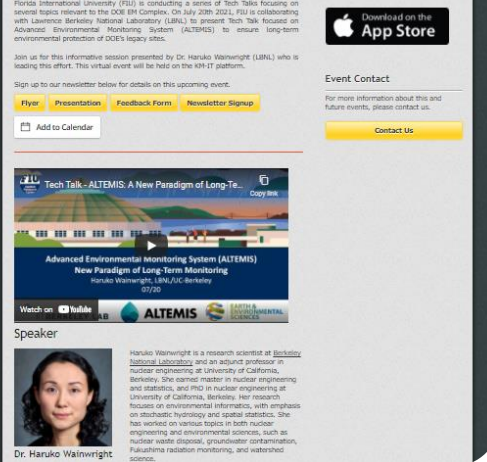 Florida International University (FIU) is conducting a series of Tech Talks focusing on
several topics relevant to the DOE EM Complex. On July 20th 2021, FIU is collaborating
with Lawrence Berkeley National Laboratory (LBNL) to present Tech Talk focused on
Advanced Environmental Monitoring System (ALTEMIS) to ensure long-term
environmental protection of DOE's legacy sites.
Join us for this informative session presented by Dr. Haruko Wainwright (LBNL) who is
leading this effort. This virtual event will be held on the KM-IT platform.
Sign up to our newsletter below for details on this upcoming event.
Flyer Presentation Feedback Form Newsletter Signup
Add to Calendar
Download on the
App Store
Event Contact
For more information about this and
future events, please contact us.
Contact Us
FIU Tech Talk - ALTEMIS: A New Paradigm of Long-Te...
Copy link
Advanced Environmental Monitoring System (ALTEMIS)
New Paradigm of Long-Term Monitoring
Haruko Wainwright, LBNL/UC-Berkeley
07/20
Watch on YouTube
LAB ALTEMIS EARTH &
ENVIRONMENTAL
SCIENCES
Speaker
Haruko Wainwright is a research scientist at Berkeley
National Laboratory and an adjunct professor in
nuclear engineering at University of California,
Berkeley. She earned master in nuclear engineering
and statistics, and PhD in nuclear engineering at
University of California, Berkeley. Her research
focuses on environmental informatics, with emphasis
on stochastic hydrology and spatial statistics. She
has worked on various topics in both nuclear
engineering and environmental sciences, such as
nuclear waste disposal, groundwater contamination,
Fukushima radiation monitoring, and watershed
science.
Dr. Haruko Wainwright